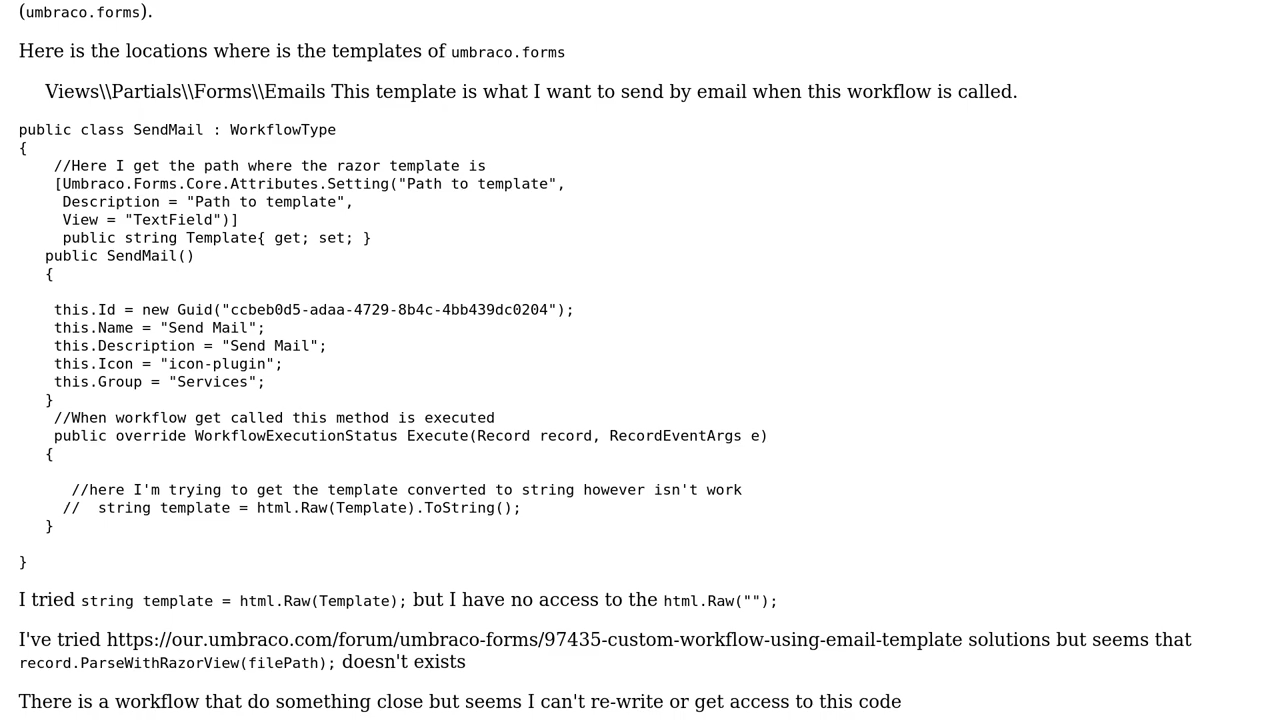 (umbraco.forms).
Here is the locations where is the templates of umbraco.forms
Views\\Partials\\Forms\\Emails This template is what I want to send by email when this workflow is called.
public class SendMail : WorkflowType
{
    //Here I get the path where the razor template is
    [Umbraco.Forms.Core.Attributes.Setting("Path to template",
     Description = "Path to template",
     View = "TextField")]
     public string Template{ get; set; }
   public SendMail()
   {
    this.Id = new Guid("ccbeb0d5-adaa-4729-8b4c-4bb439dc0204");
    this.Name = "Send Mail";
    this.Description = "Send Mail";
    this.Icon = "icon-plugin";
    this.Group = "Services";
   }
    //When workflow get called this method is executed
    public override WorkflowExecutionStatus Execute(Record record, RecordEventArgs e)
   {
      //here I'm trying to get the template converted to string however isn't work
     //  string template = html.Raw(Template).ToString();
   }
}
I tried string template = html.Raw(Template); but I have no access to the html.Raw("");
I've tried https://our.umbraco.com/forum/umbraco-forms/97435-custom-workflow-using-email-template solutions but seems that
record.ParseWithRazorView(filePath); doesn't exists
There is a workflow that do something close but seems I can't re-write or get access to this code